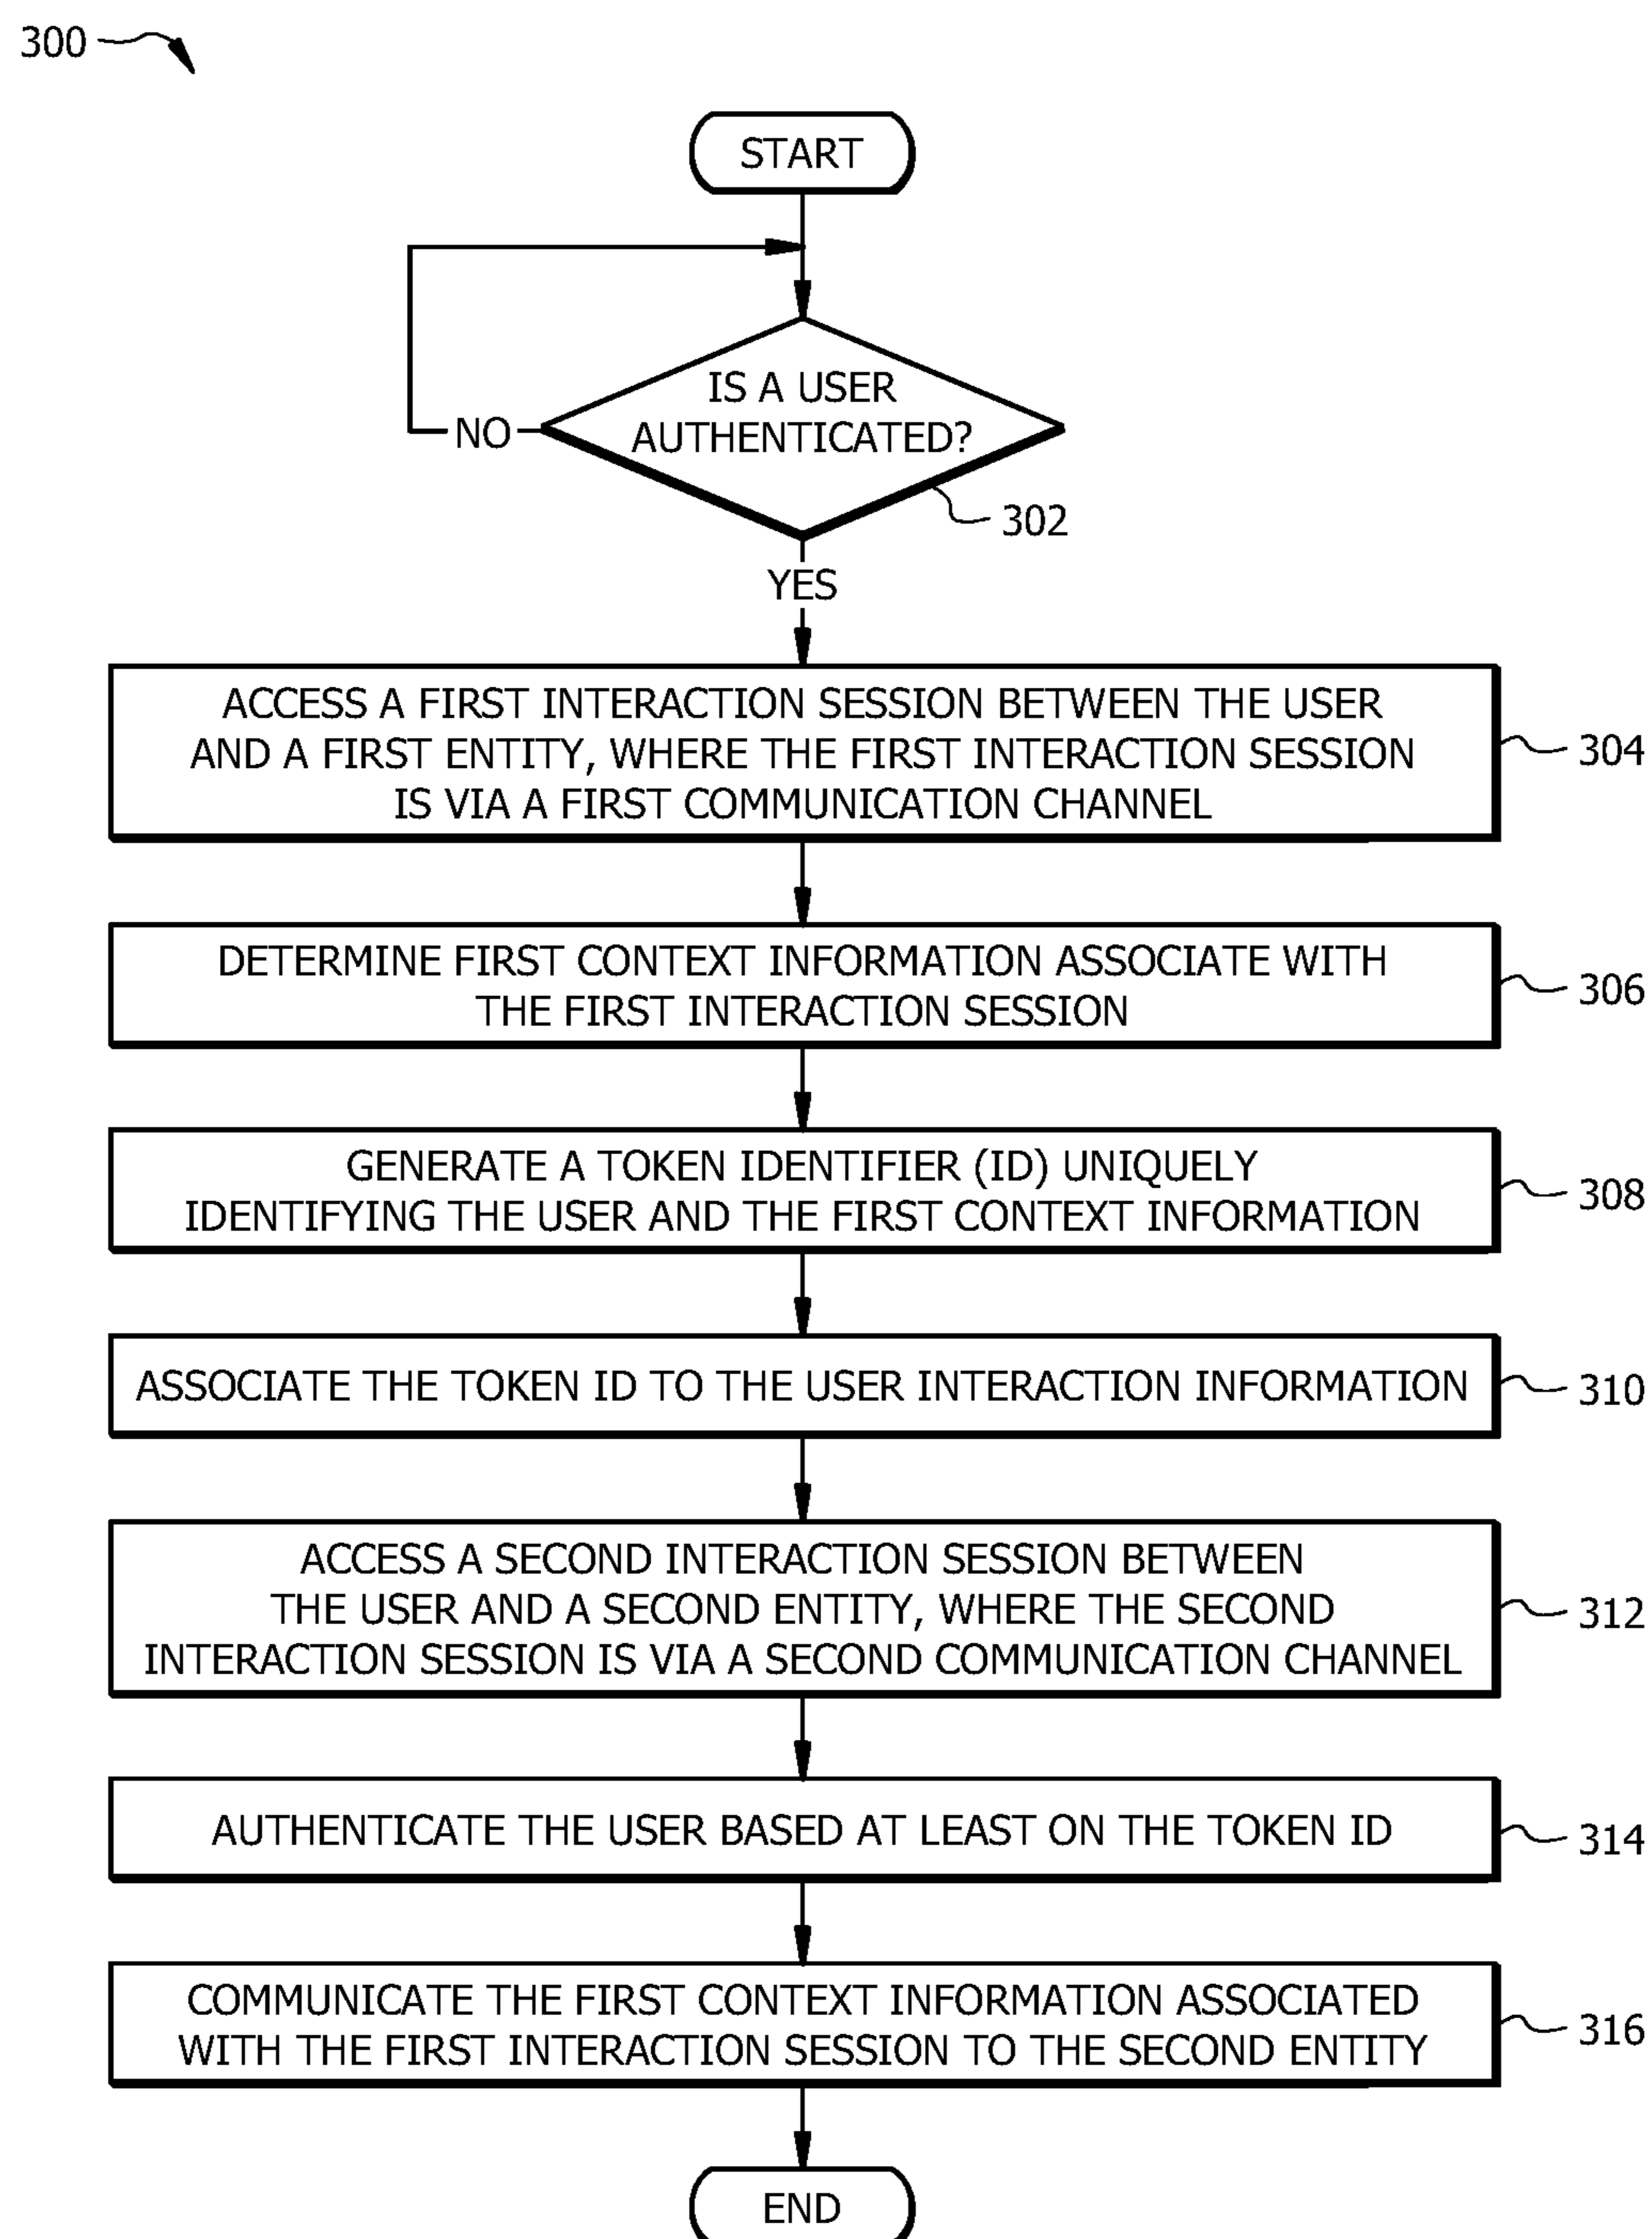 300
START
IS A USER
AUTHENTICATED?
NO
302
YES
ACCESS A FIRST INTERACTION SESSION BETWEEN THE USER
AND A FIRST ENTITY, WHERE THE FIRST INTERACTION SESSION
IS VIA A FIRST COMMUNICATION CHANNEL
304
DETERMINE FIRST CONTEXT INFORMATION ASSOCIATE WITH
THE FIRST INTERACTION SESSION
306
GENERATE A TOKEN IDENTIFIER (ID) UNIQUELY
IDENTIFYING THE USER AND THE FIRST CONTEXT INFORMATION
308
ASSOCIATE THE TOKEN ID TO THE USER INTERACTION INFORMATION
310
ACCESS A SECOND INTERACTION SESSION BETWEEN
THE USER AND A SECOND ENTITY, WHERE THE SECOND
INTERACTION SESSION IS VIA A SECOND COMMUNICATION CHANNEL
312
AUTHENTICATE THE USER BASED AT LEAST ON THE TOKEN ID
314
COMMUNICATE THE FIRST CONTEXT INFORMATION ASSOCIATED
WITH THE FIRST INTERACTION SESSION TO THE SECOND ENTITY
316
END